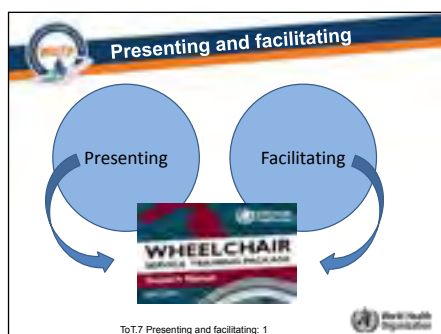 Presenting and facilitating
Presenting
Facilitating
WHEELCHAIR
SERVICE TRAINING PACKAGE
ToT.7 Presenting and facilitating: 1
World Health
Organization